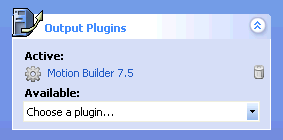 Output Plugins
Active:
Motion Builder 7.5
Available:
Choose a plugin...